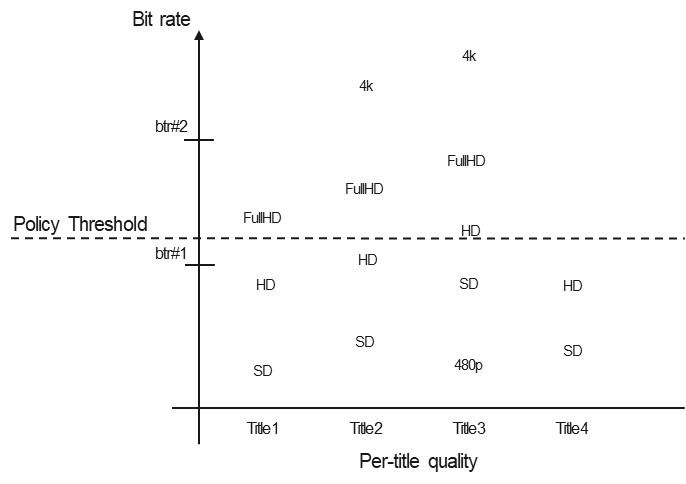 Bit rate
4k
4k
btr#2
FullHD
FullHD
FullHD
Policy Threshold
HD
btr#1
HD
HD
SD
HD
SD
SD
480p
SD
Title1 Title2 Title3 Title4
Per-title quality